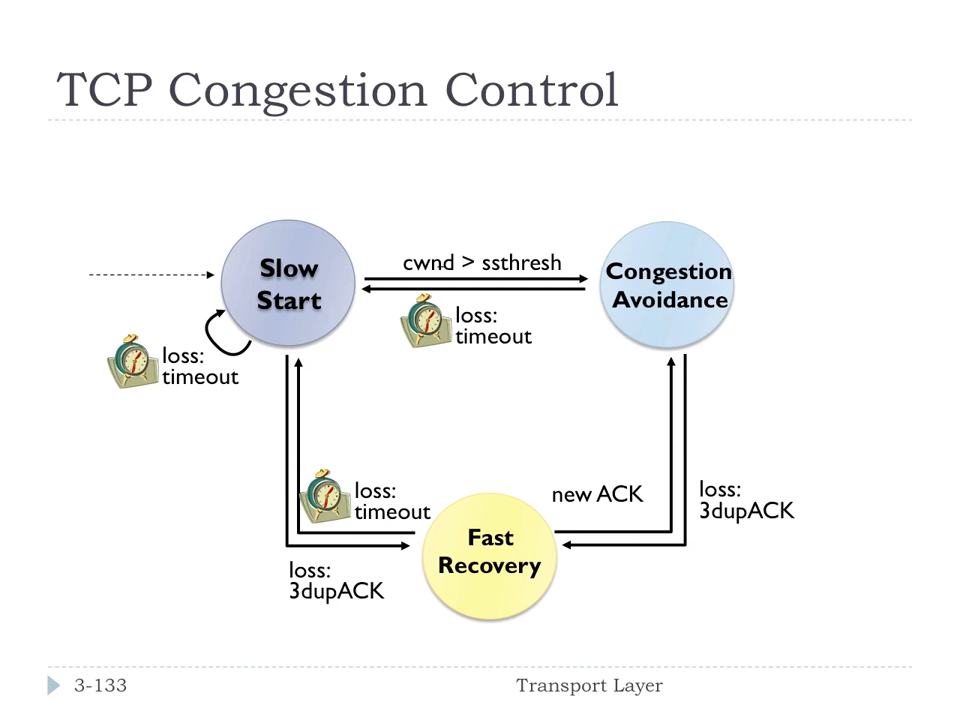 TCP Congestion Control
Slow
Start
cwnd > ssthresh
Congestion
Avoidance
loss:
timeout
loss:
timeout
loss:
timeout
new ACK
loss:
3dupACK
Fast
Recovery
loss:
3dupACK
3-133
Transport Layer